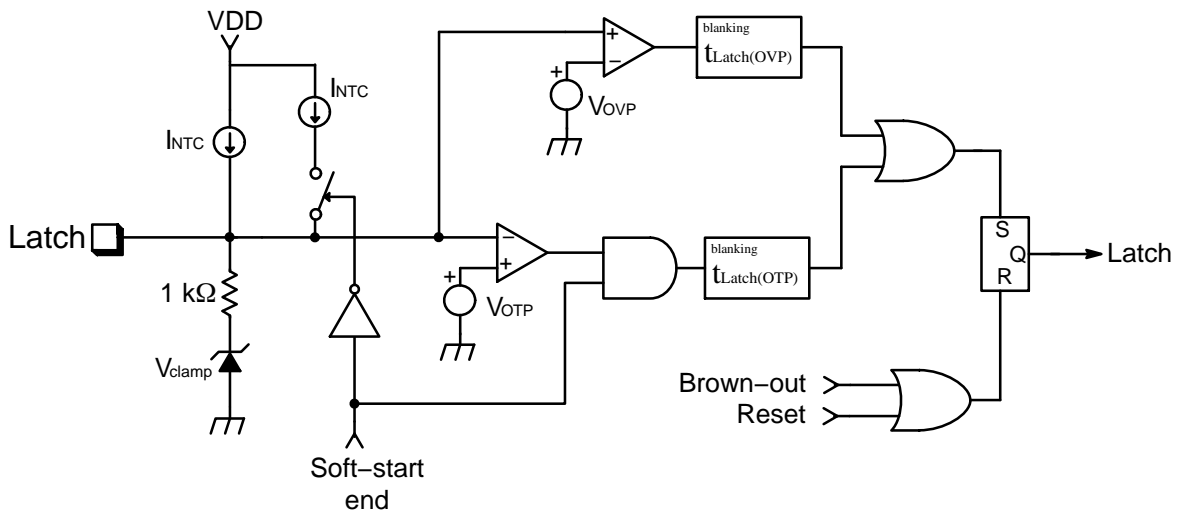 VDD
INTC
INTC
Latch
1 kΩ
Vclamp
Soft−start
end
+
−
+
VOVP
blanking
tLatch(OVP)
−
+
+
VOTP
blanking
tLatch(OTP)
S
Q
R
Latch
Brown−out
Reset